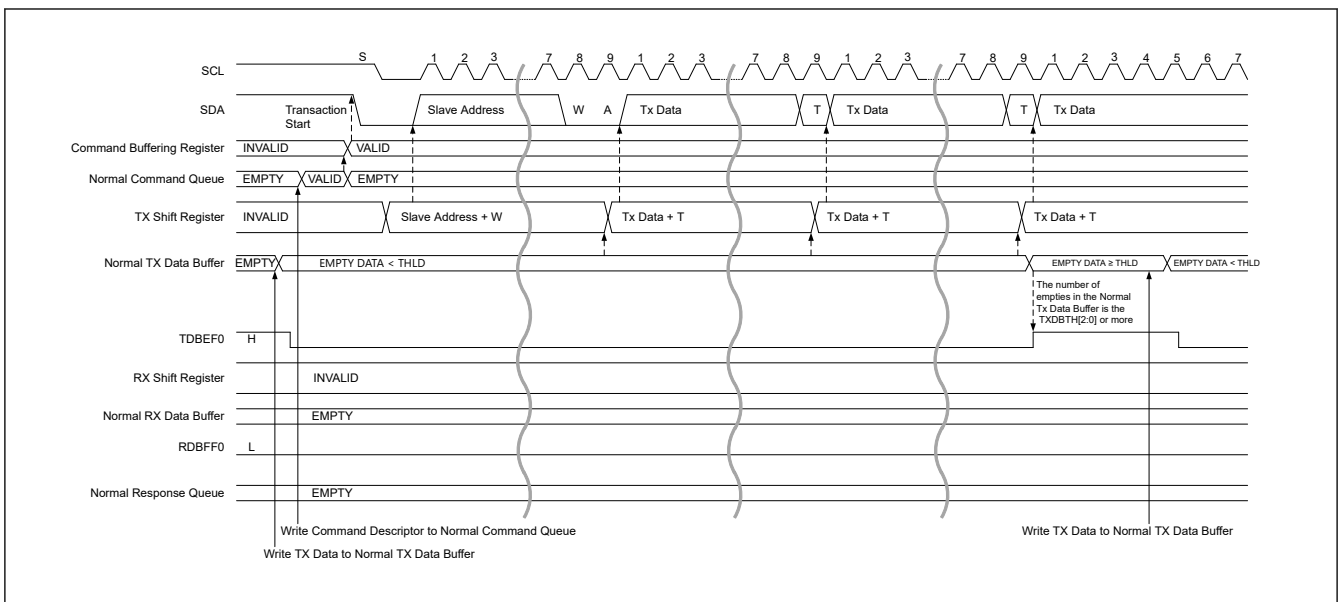 S 1 2 3 7 8 9 1 2 3 7 8 9 1 2 3 7 8 9 1 2 3 4 5 6 7
SCL
SDA Transaction Start Slave Address W A Tx Data T Tx Data T Tx Data
Command Buffering Register INVALID VALID
Normal Command Queue EMPTY VALID EMPTY
TX Shift Register INVALID Slave Address + W Tx Data + T Tx Data + T Tx Data + T
Normal TX Data Buffer EMPTY EMPTY DATA < THLD EMPTY DATA ≥ THLD EMPTY DATA < THLD
The number of
empties in the Normal
Tx Data Buffer is the
TXDBTH[2:0] or more
TDBEF0 H
RX Shift Register INVALID
Normal RX Data Buffer EMPTY
RDBFF0 L
Normal Response Queue EMPTY
Write Command Descriptor to Normal Command Queue Write TX Data to Normal TX Data Buffer
Write TX Data to Normal TX Data Buffer